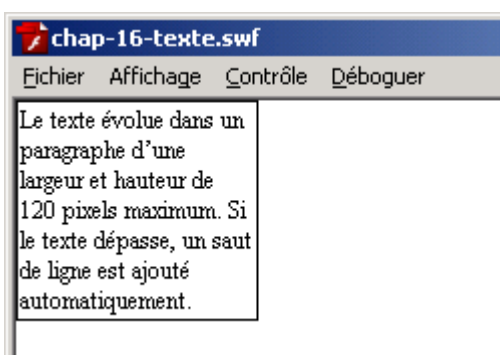 chap-16-texte.swf
Fichier Affichage Contrôle Déboguer
Le texte évolue dans un
paragraphe d'une
largeur et hauteur de
120 pixels maximum. Si
le texte dépasse, un saut
de ligne est ajouté
automatiquement.